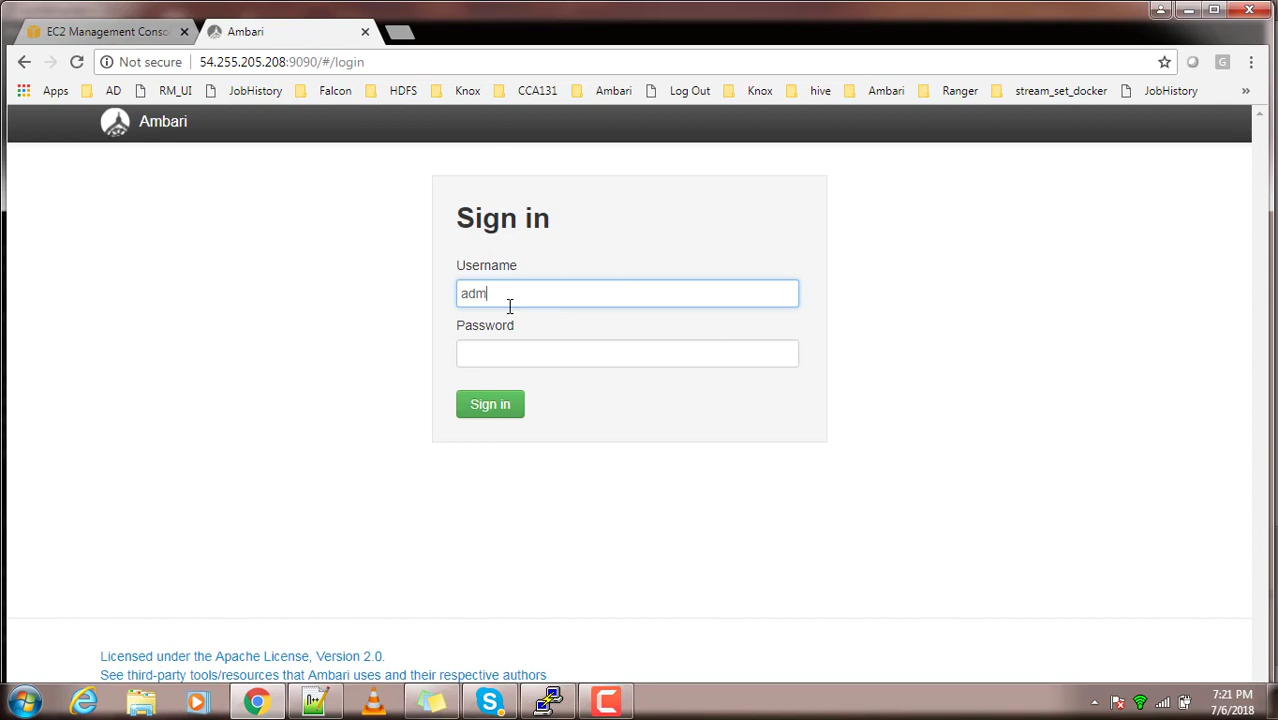 EC2 Management Conso
Ambari
Not secure
54.255.205.208:9090/#/login
G
Apps
AD
RM_UI
JobHistory
Falcon
HDFS
Knox
CCA131
Ambari
Log Out
Knox
hive
Ambari
Ranger
stream_set_docker
JobHistory
»
Ambari
Sign in
Username
adm
Password
Sign in
Licensed under the Apache License, Version 2.0.
See third-party tools/resources that Ambari uses and their respective authors
7:21 PM
7/6/2018